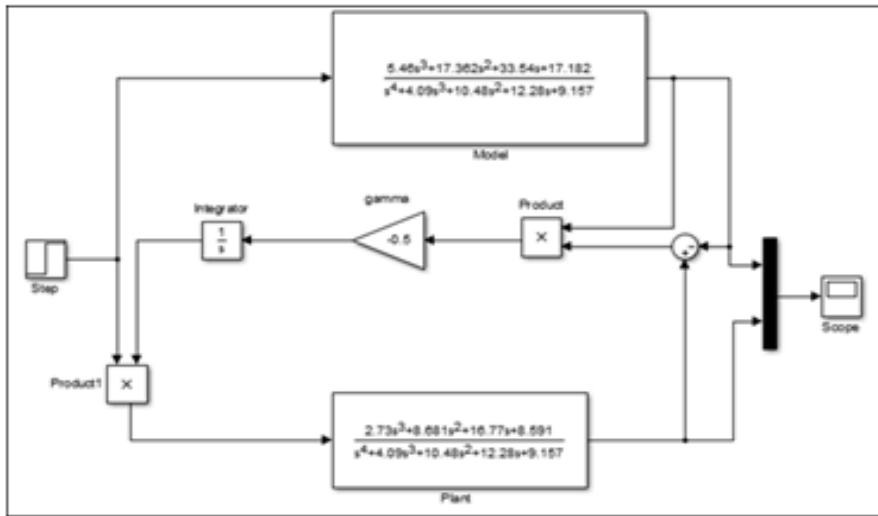 5.46s³+17.362s²+33.54s+17.182
s⁴+4.09s³+10.48s²+12.28s+9.157
Model
Integrator
1
s
gamma
-0.5
Product
×
-
+
Step
Scope
Product1
×
2.73s³+8.681s²+16.77s+8.591
s⁴+4.09s³+10.48s²+12.28s+9.157
Plant